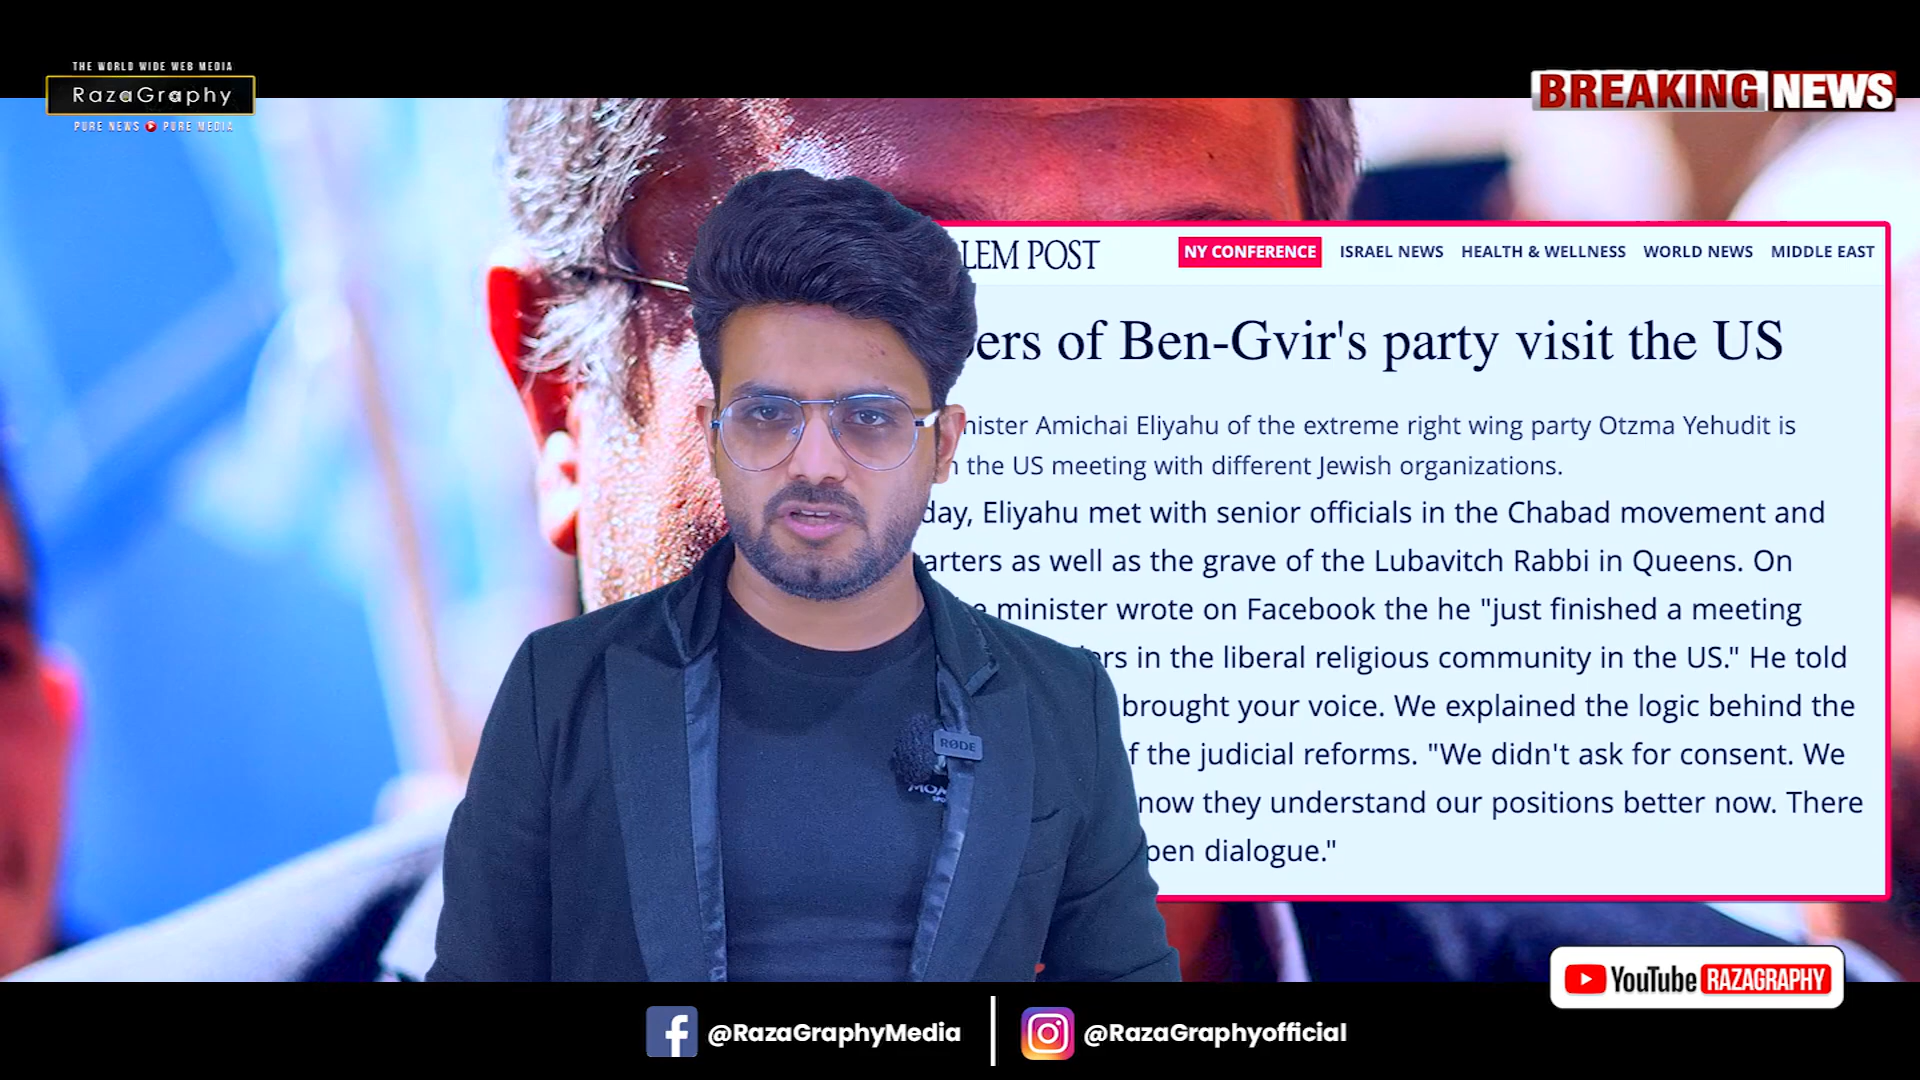 THE WORLD WIDE WEB MEDIA
RazaGraphy
PURE NEWS PURE MEDIA
BREAKING NEWS
LEM POST
NY CONFERENCE ISRAEL NEWS HEALTH & WELLNESS WORLD NEWS MIDDLE EAST
ers of Ben-Gvir's party visit the US
nister Amichai Eliyahu of the extreme right wing party Otzma Yehudit is
n the US meeting with different Jewish organizations.
day, Eliyahu met with senior officials in the Chabad movement and
arters as well as the grave of the Lubavitch Rabbi in Queens. On
e minister wrote on Facebook the he "just finished a meeting
ers in the liberal religious community in the US." He told
brought your voice. We explained the logic behind the
f the judicial reforms. "We didn't ask for consent. We
now they understand our positions better now. There
pen dialogue."
RØDE
YouTube RAZAGRAPHY
@RazaGraphyMedia
@RazaGraphyofficial